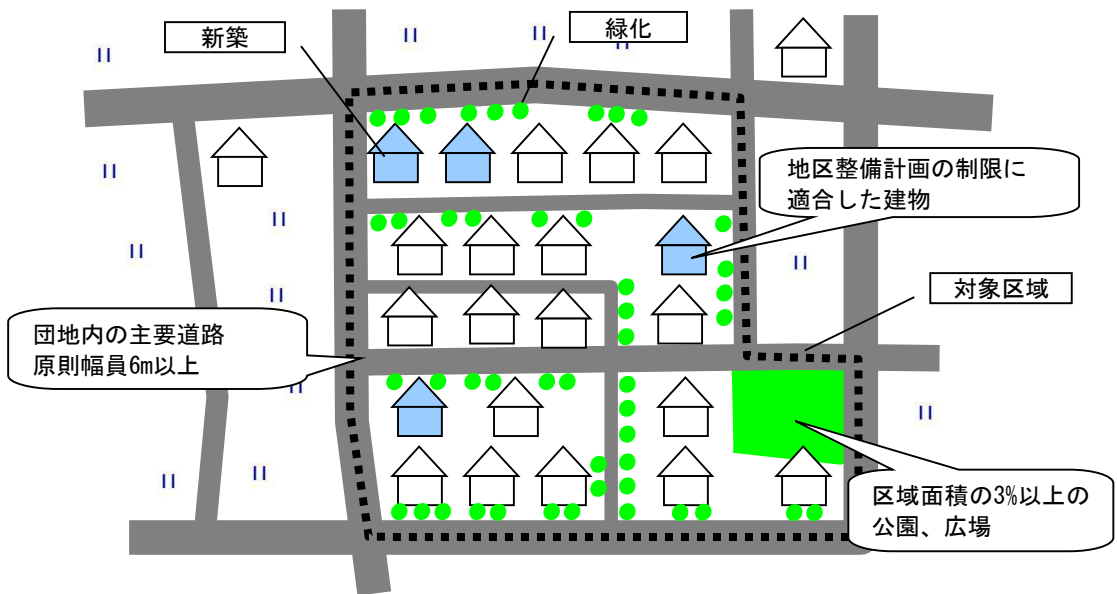 新築
緑化
地区整備計画の制限に
適合した建物
対象区域
団地内の主要道路
原則幅員6m以上
区域面積の3%以上の
公園、広場